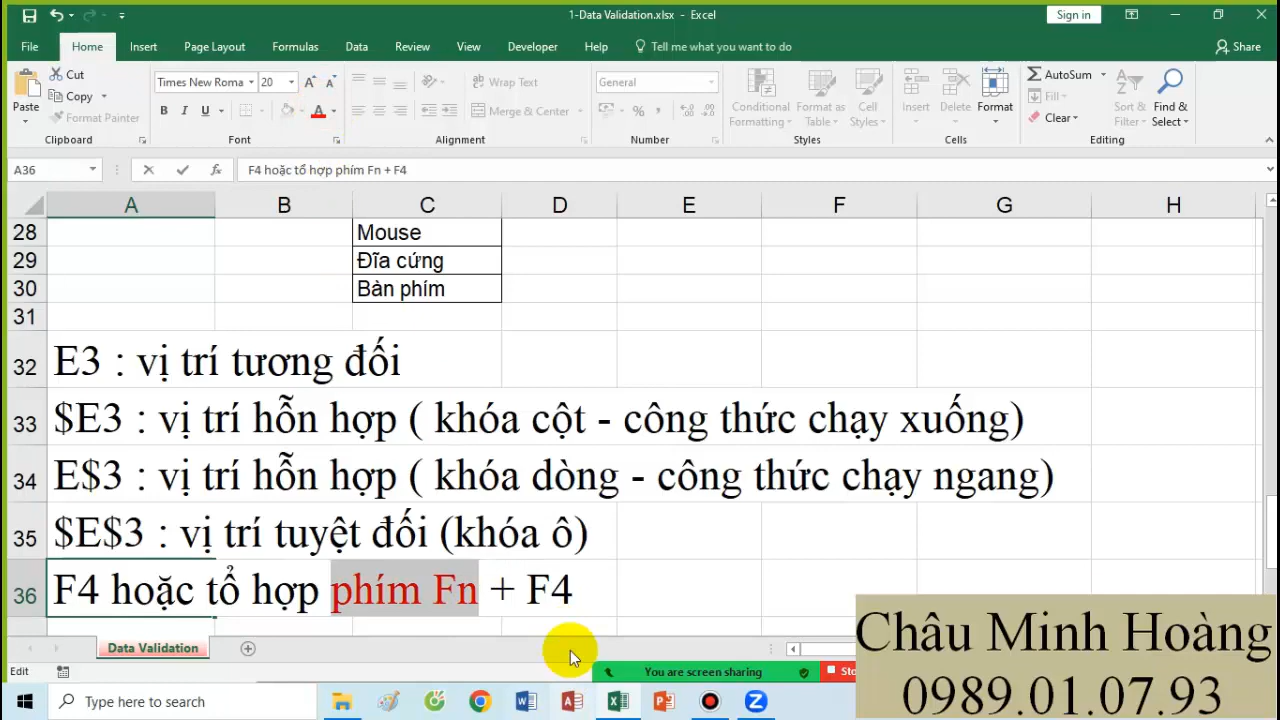 1-Data Validation.xlsx - Excel
Sign in
File Home Insert Page Layout Formulas Data Review View Developer Help Tell me what you want to do Share
Paste
Cut
Copy
Format Painter
Clipboard
Times New Roma 20
B I U
Font
Wrap Text
Merge & Center
Alignment
General
Number
Conditional Formatting
Format as Table
Cell Styles
Styles
Insert Delete Format
Cells
AutoSum
Fill
Clear
Sort & Filter
Find & Select
Editing
A36 fx F4 hoặc tổ hợp phím Fn + F4
A B C D E F G H
28 Mouse
29 Đĩa cứng
30 Bàn phím
31
32 E3 : vị trí tương đối
33 $E3 : vị trí hỗn hợp ( khóa cột - công thức chạy xuống)
34 E$3 : vị trí hỗn hợp ( khóa dòng - công thức chạy ngang)
35 $E$3 : vị trí tuyệt đối (khóa ô)
36 F4 hoặc tổ hợp phím Fn + F4
Data Validation
Edit
You are screen sharing
Châu Minh Hoàng
0989.01.07.93
Type here to search